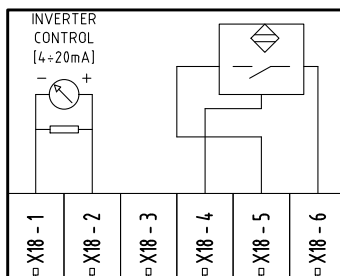 INVERTER
CONTROL
[4÷20mA]
- +
X18 - 1
X18 - 2
X18 - 3
X18 - 4
X18 - 5
X18 - 6